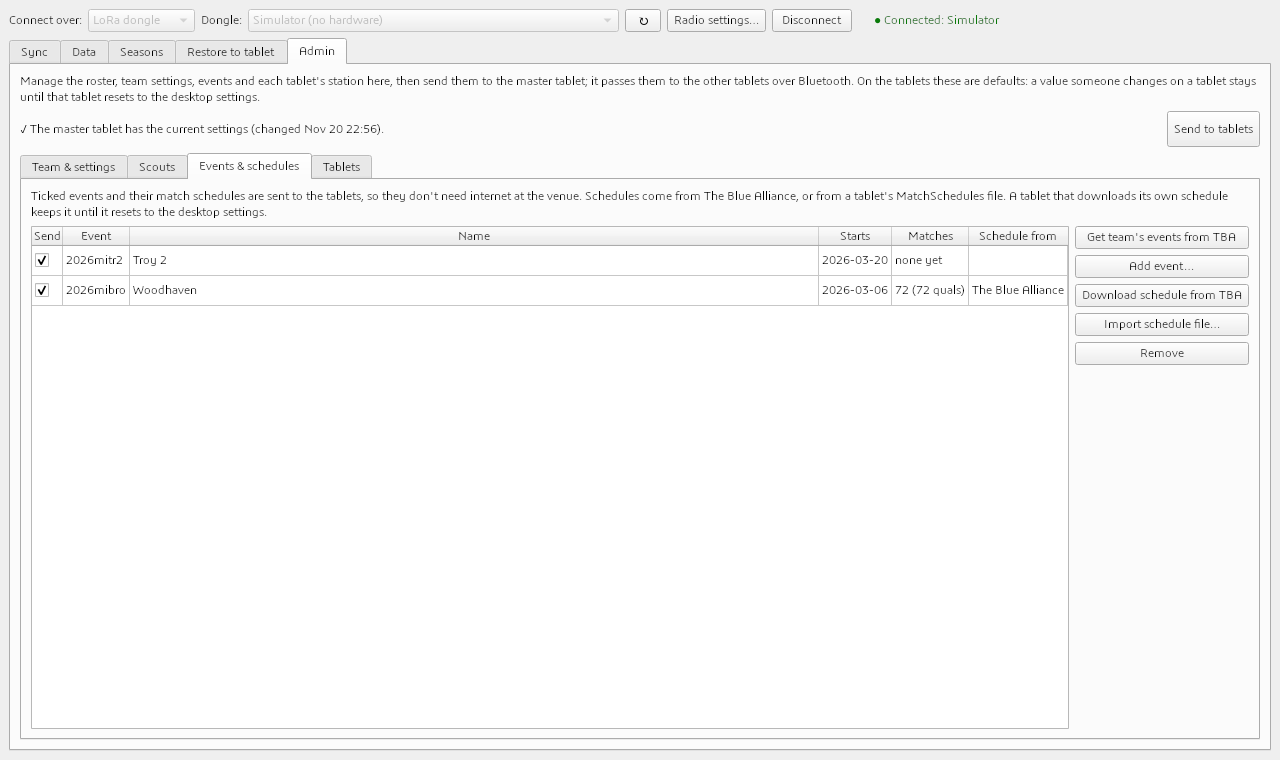 Connect over: LoRa dongle Dongle: Simulator (no hardware) ↻ Radio settings... Disconnect ● Connected: Simulator
Sync Data Seasons Restore to tablet Admin
Manage the roster, team settings, events and each tablet's station here, then send them to the master tablet; it passes them to the other tablets over Bluetooth. On the tablets these are defaults: a value someone changes on a tablet stays
until that tablet resets to the desktop settings.
✓ The master tablet has the current settings (changed Nov 20 22:56). Send to tablets
Team & settings Scouts Events & schedules Tablets
Ticked events and their match schedules are sent to the tablets, so they don't need internet at the venue. Schedules come from The Blue Alliance, or from a tablet's MatchSchedules file. A tablet that downloads its own schedule
keeps it until it resets to the desktop settings.
Send Event Name Starts Matches Schedule from
2026mitr2 Troy 2 2026-03-20 none yet
2026mibro Woodhaven 2026-03-06 72 (72 quals) The Blue Alliance
Get team's events from TBA
Add event...
Download schedule from TBA
Import schedule file...
Remove